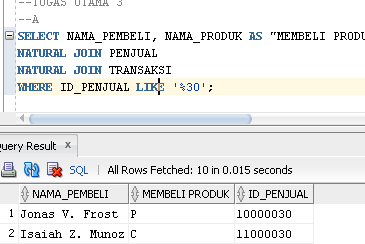 --TUGAS UTAMA 3
--A
SELECT NAMA_PEMBELI, NAMA_PRODUK AS "MEMBELI PRODU
NATURAL JOIN PENJUAL
NATURAL JOIN TRANSAKSI
WHERE ID_PENJUAL LIKE '%30';
Query Result ×
SQL | All Rows Fetched: 10 in 0.015 seconds
NAMA_PEMBELI MEMBELI PRODUK ID_PENJUAL
1 Jonas V. Frost P 10000030
2 Isaiah Z. Munoz C 11000030